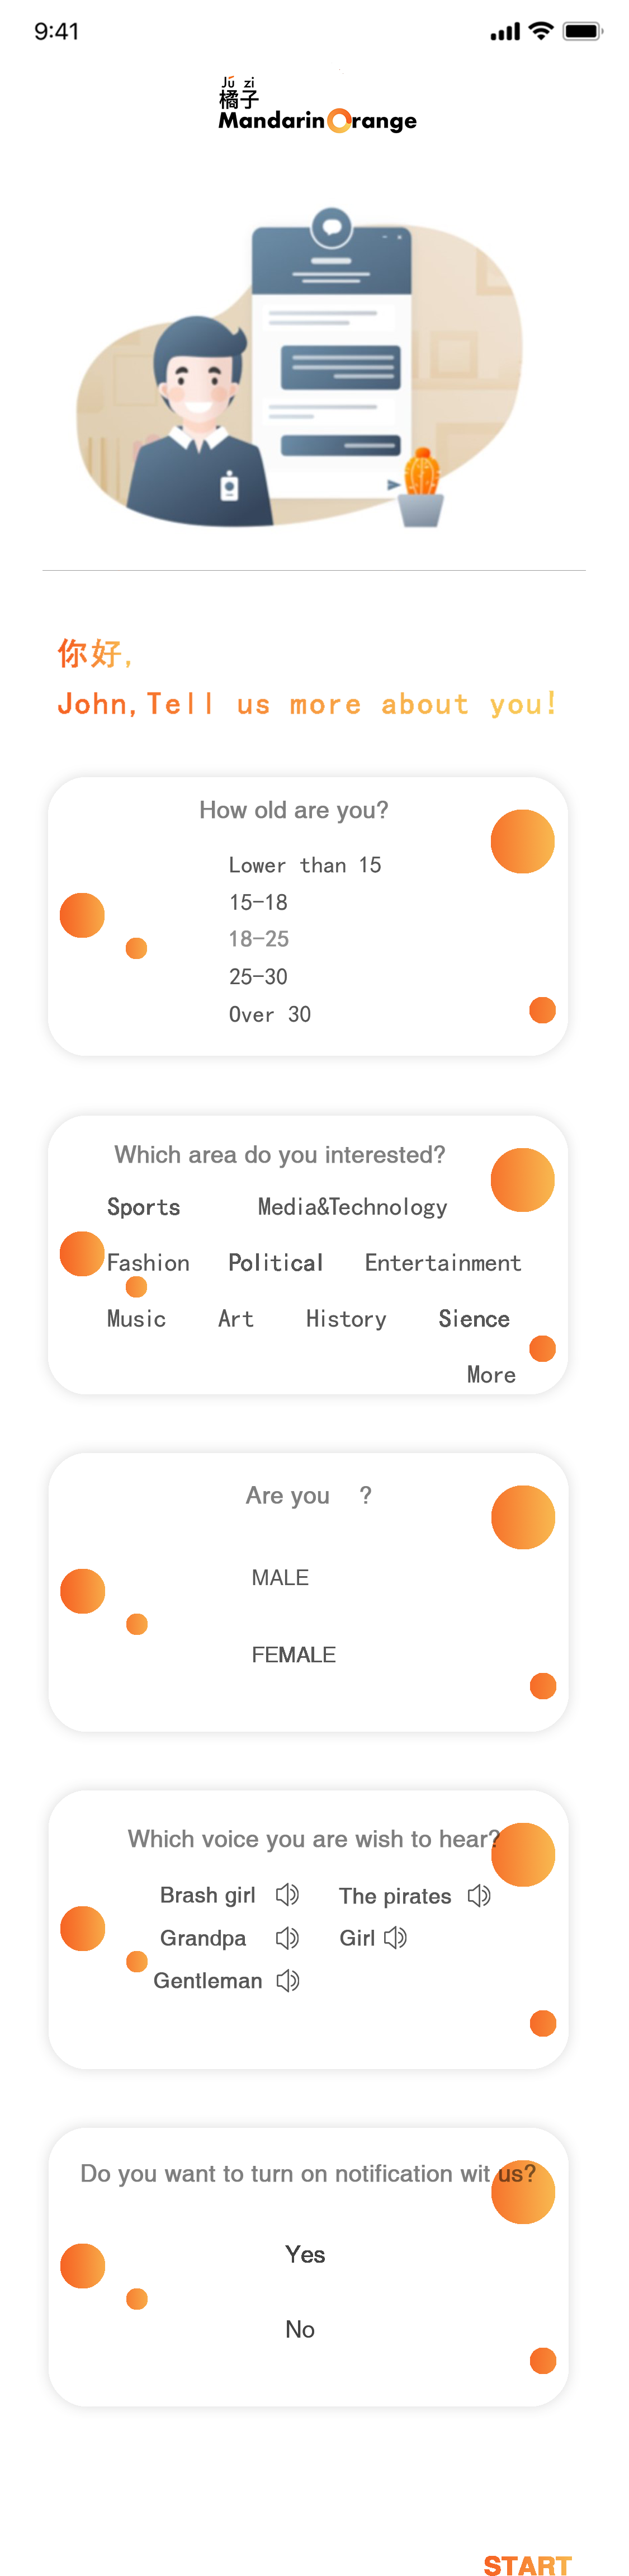 9:41
Jú zi
橘子
Mandarin Orange
你好,
John,Tell us more about you!
How old are you?
Lower than 15
15-18
18-25
25-30
Over 30
Which area do you interested?
Sports Media&Technology
Fashion Political Entertainment
Music Art History Sience
More
Are you ?
MALE
FEMALE
Which voice you are wish to hear?
Brash girl The pirates
Grandpa Girl
Gentleman
Do you want to turn on notification wit us?
Yes
No
START